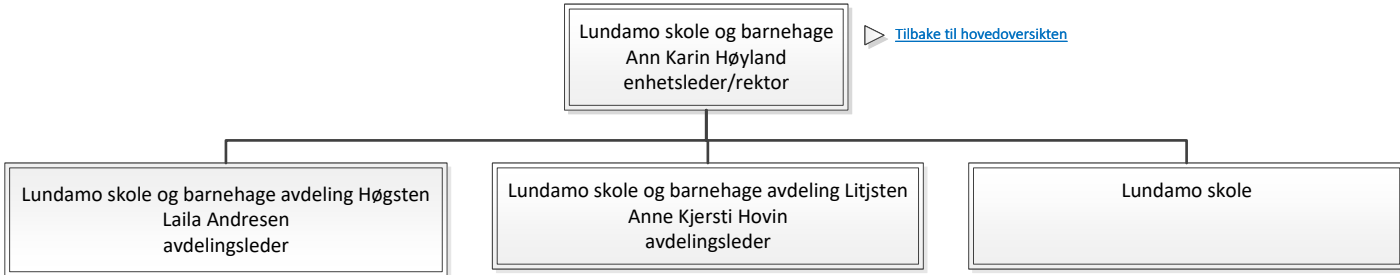 Lundamo skole og barnehage
Ann Karin Høyland
enhetsleder/rektor
Tilbake til hovedoversikten
Lundamo skole og barnehage avdeling Høgsten
Laila Andresen
avdelingsleder
Lundamo skole og barnehage avdeling Litjsten
Anne Kjersti Hovin
avdelingsleder
Lundamo skole